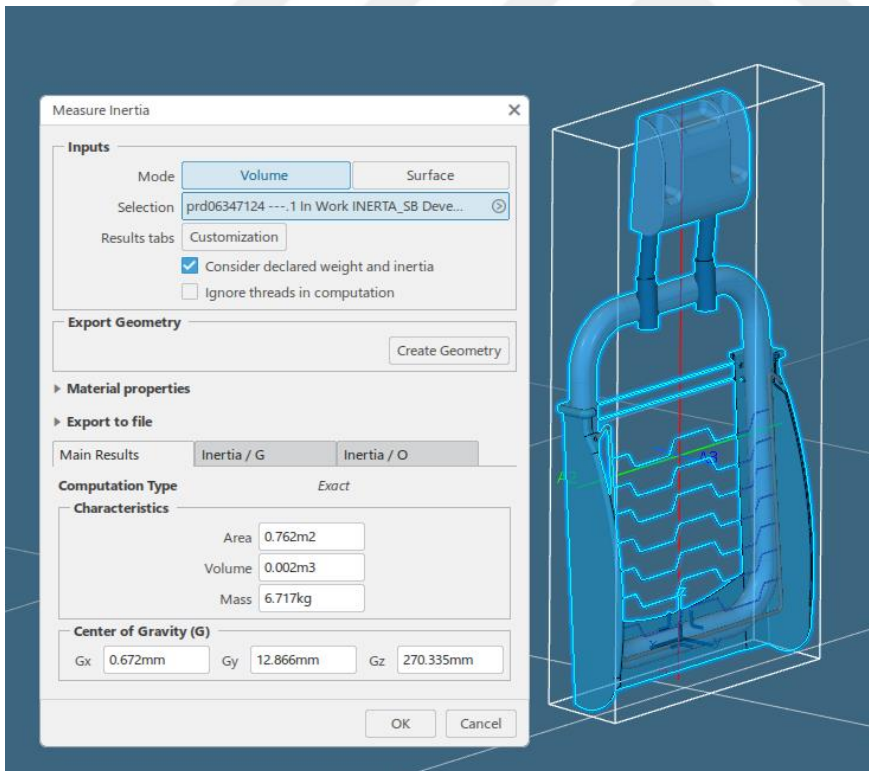 Measure Inertia
Inputs
Mode Volume Surface
Selection prd06347124 ---.1 In Work INERTA_SB Deve...
Results tabs Customization
Consider declared weight and inertia
Ignore threads in computation
Export Geometry
Create Geometry
Material properties
Export to file
Main Results Inertia / G Inertia / O
Computation Type Exact
Characteristics
Area 0.762m2
Volume 0.002m3
Mass 6.717kg
Center of Gravity (G)
Gx 0.672mm Gy 12.866mm Gz 270.335mm
OK Cancel
A3